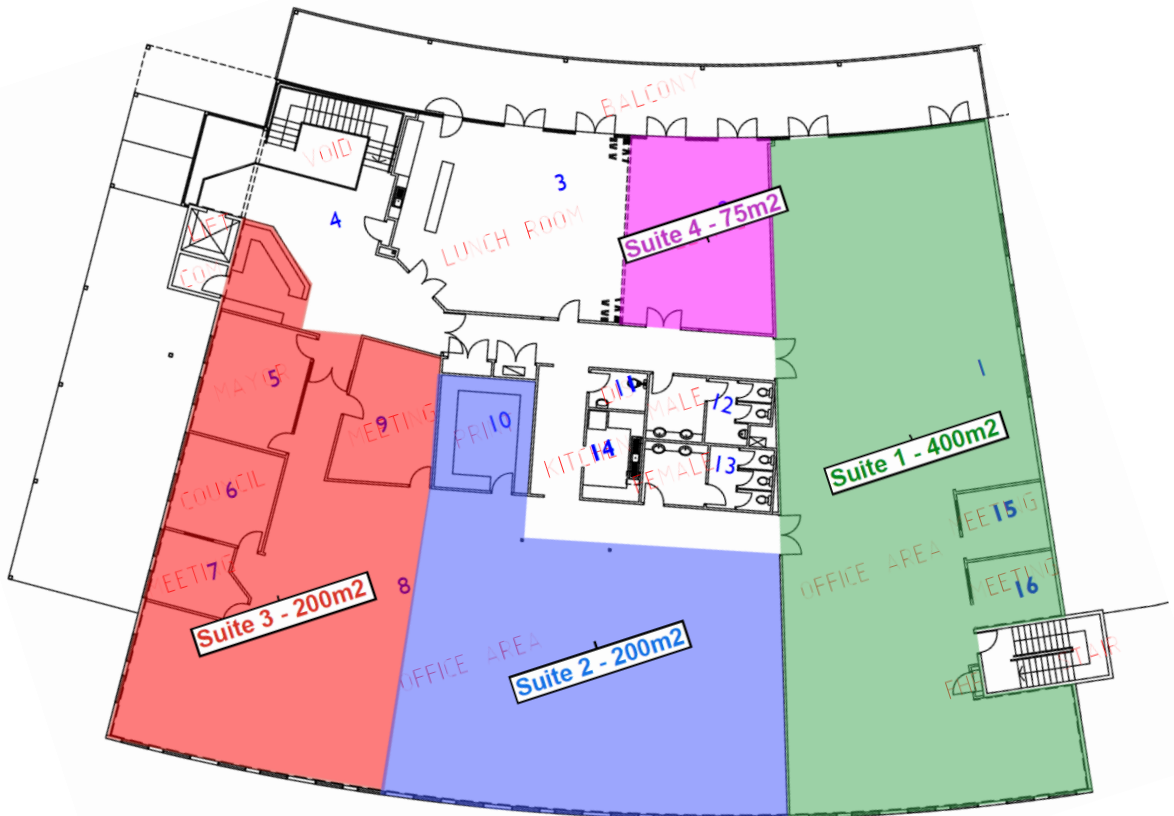 BALCONY
VOID
3
4
LUNCH ROOM
Suite 4 - 75m2
LIFT
1
MAYOR
5
11
MALE
12
MEETING
9
PRI
10
KITCHEN
14
FEMALE
13
Suite 1 - 400m2
COUNCIL
6
MEETING
15
MEETING
7
OFFICE AREA
MEETING
16
8
Suite 3 - 200m2
OFFICE AREA
Suite 2 - 200m2
STAIR